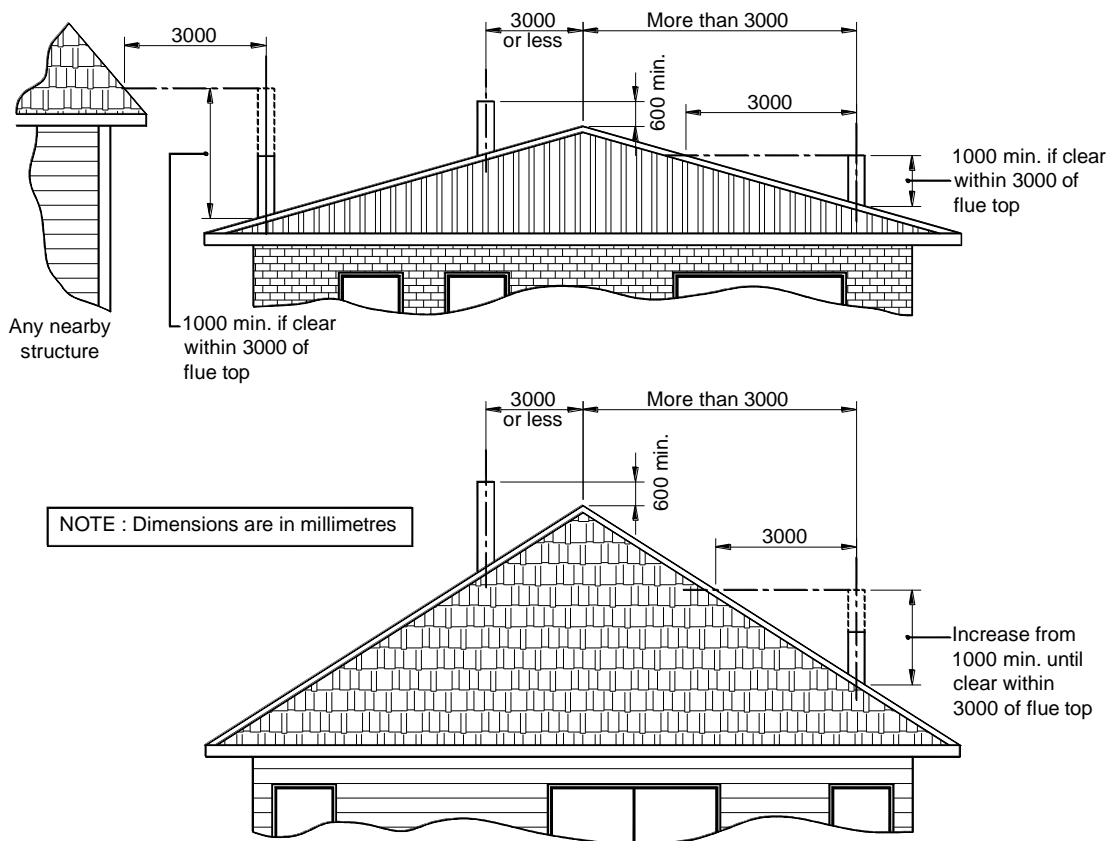 3000
3000
or less
More than 3000
600 min.
3000
1000 min. if clear
within 3000 of
flue top
Any nearby
structure
1000 min. if clear
within 3000 of
flue top
3000
or less
More than 3000
600 min.
NOTE : Dimensions are in millimetres
3000
Increase from
1000 min. until
clear within
3000 of flue top